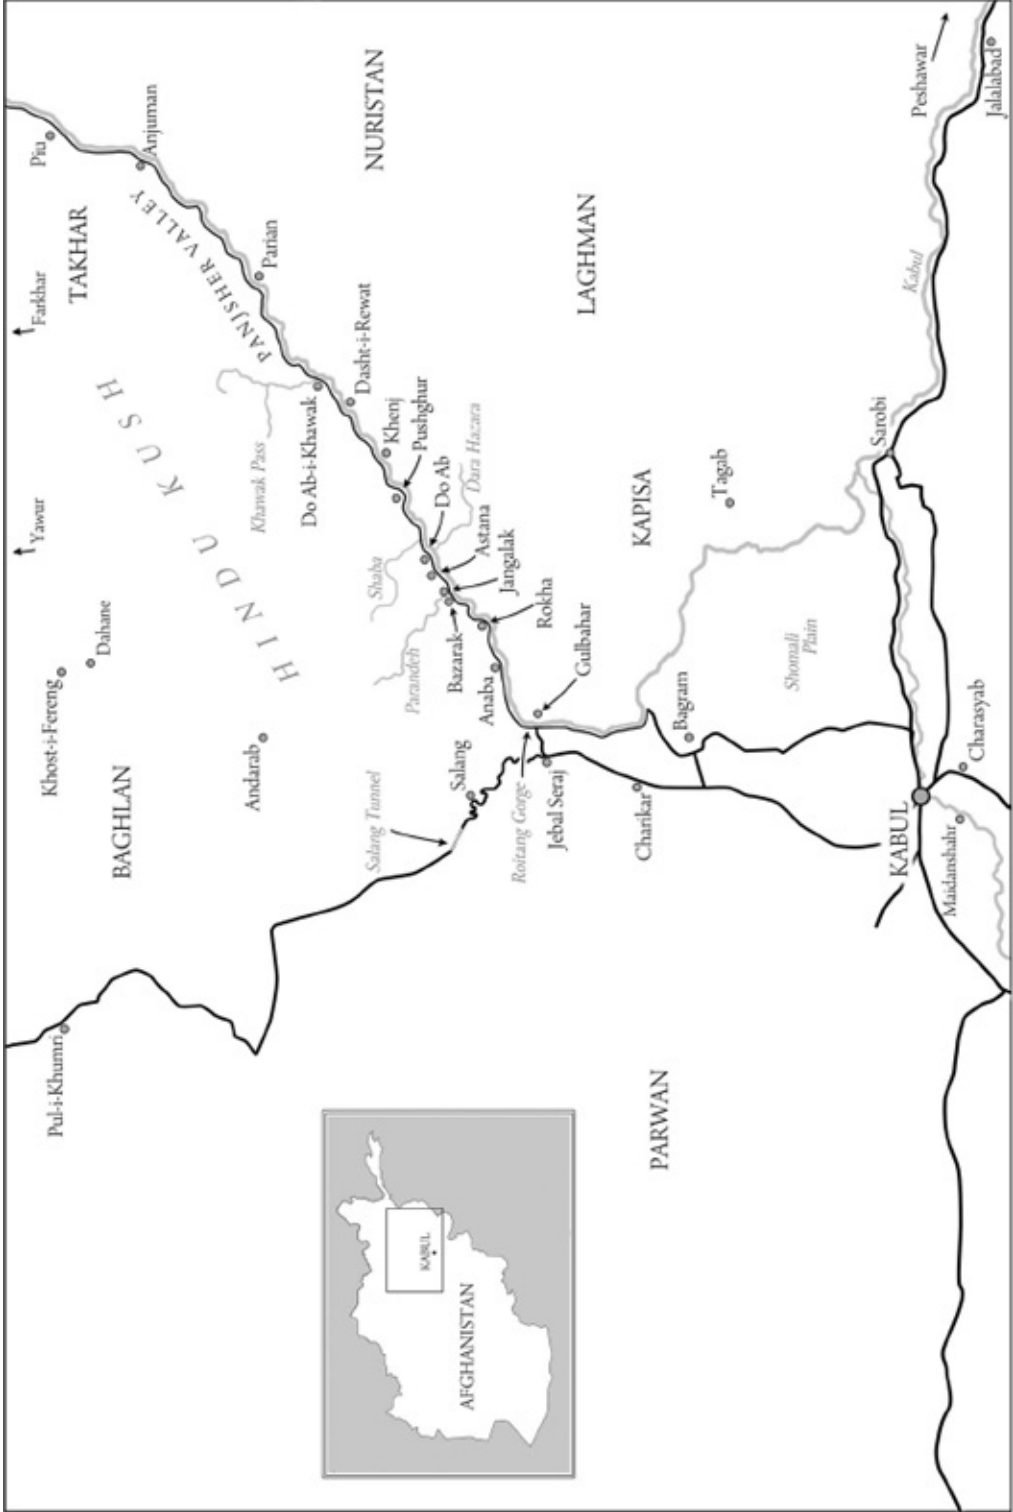 Pul-i-Khumri
Khost-i-Fereng
Yawur
Farkhar
Piu
Dahane
TAKHAR
BAGHLAN
Anjuman
PANJSHER VALLEY
HINDU KUSH
Andarab
Khawak Pass
Parian
Do Ab-i-Khawak
Dasht-i-Rewat
NURISTAN
Salang Tunnel
Shaba
Khenj
Parandeh
Pushghur
Salang
Bazarak
Do Ab
Dara Hazara
Anaba
Astana
Jangalak
Roitang Gorge
Rokha
Jebal Seraj
Gulbahar
LAGHMAN
KABUL
AFGHANISTAN
Charikar
KAPISA
PARWAN
Bagram
Tagab
Shomali
Plain
Sarobi
Kabul
Peshawar
KABUL
Maidanshahr
Charasyab
Jalalabad